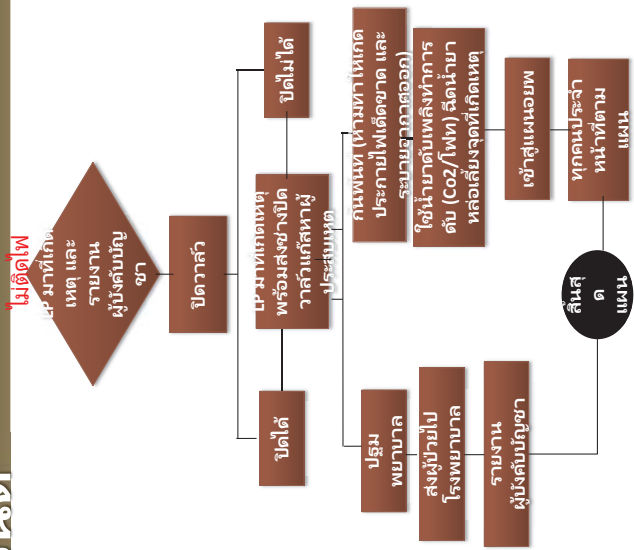 ไม่ติดไฟ
มาที่เกิด
เหตุ และ
รายงาน
ผู้บังคับบัญ
ชา
ปิดวาล์ว
ปิดไม่ได้
ปิดได้
มาที่เกิดเหตุ
พร้อมส่งช่างปิด
วาล์วแก๊สหาผู้
ประสบเหตุ
ประกายไฟเด็ดขาด และ
ระบายอากาศออก)
ใช้น้ำยาดับเพลิงทำการ
ดับ (Co2/โฟท) ฉีดน้ำยา
หล่อเลี้ยงจุดที่เกิดเหตุ
เข้าสู่แผนอยพ
ทุกคนประจำ
หน้าที่ตาม
แผน
ปฐม
พยาบาล
ส่งผู้ป่วยไป
โรงพยาบาล
รายงาน
ผู้บังคับบัญชา
สิ้นสุ
ด
แผน